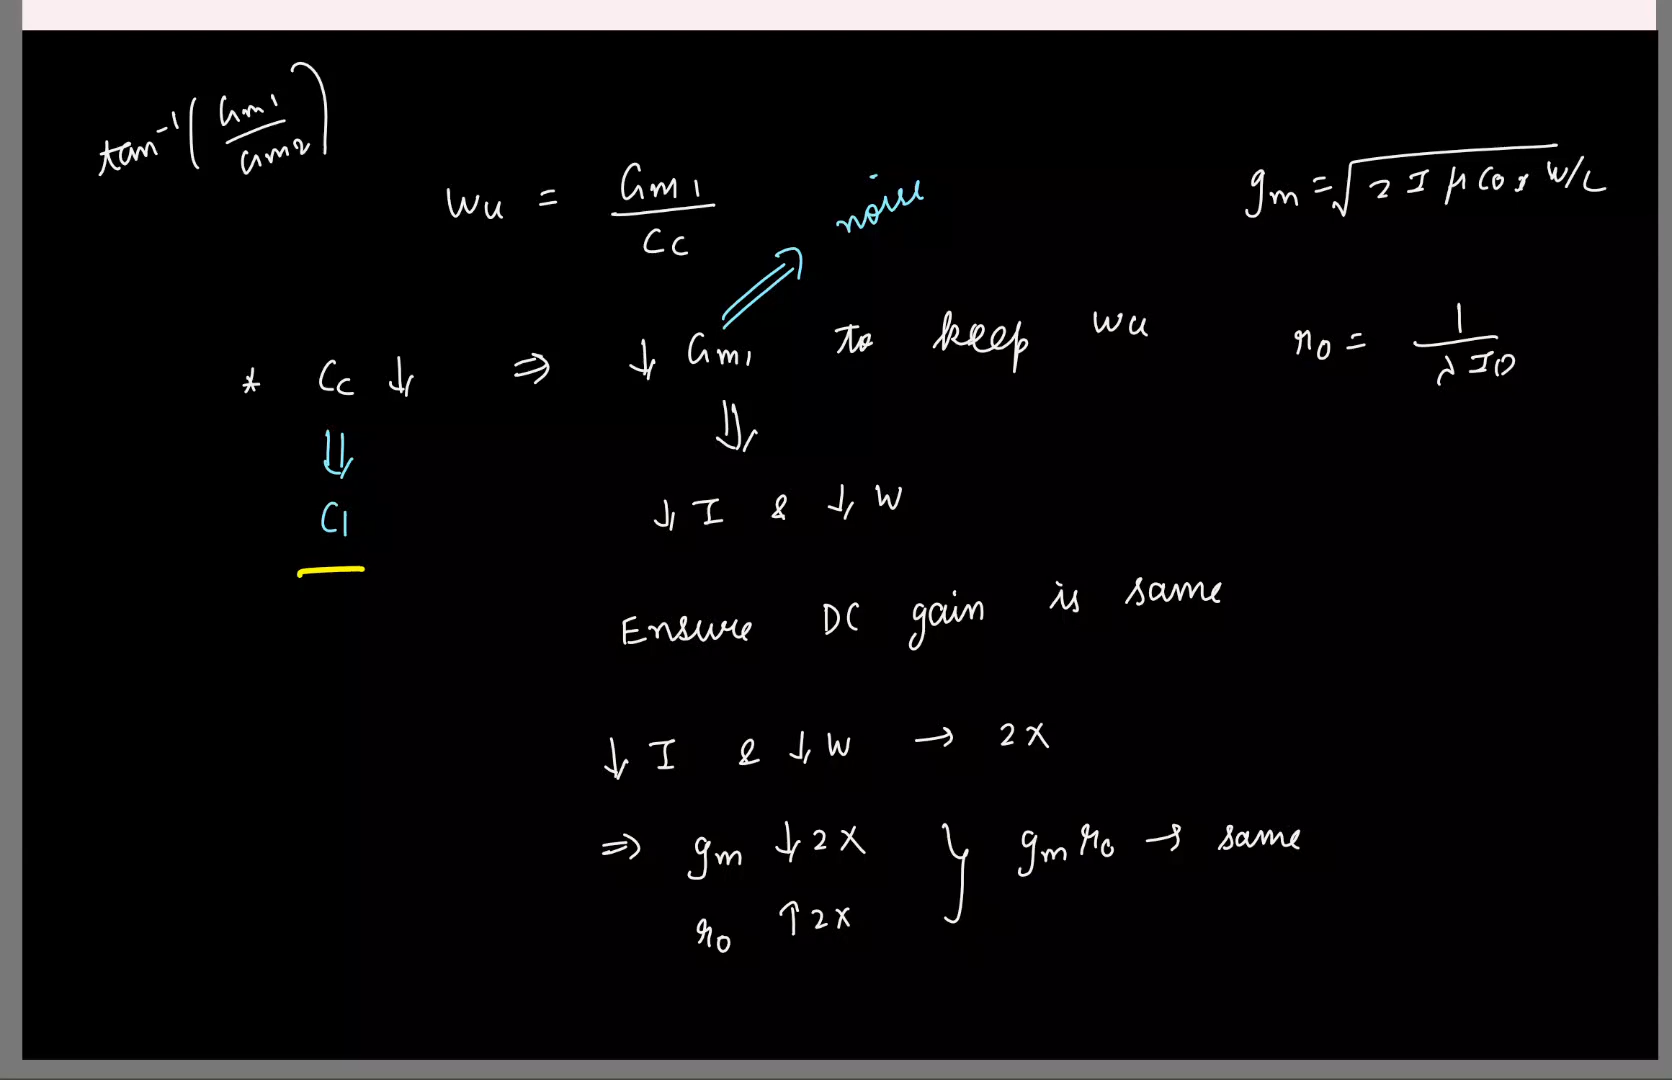 tan⁻¹(Gm1/Gm2)
wu = Gm1/Cc
noise
gm = √(2 I μ Cox W/L)
* Cc ↓ ⇒ ↓ Gm1 to keep wu
ro = 1/λ ID
⇓ ⇓
C1
↓ I & ↓ W
Ensure DC gain is same
↓ I & ↓ W → 2X
⇒ gm ↓ 2X } gm ro → same
ro ↑ 2X